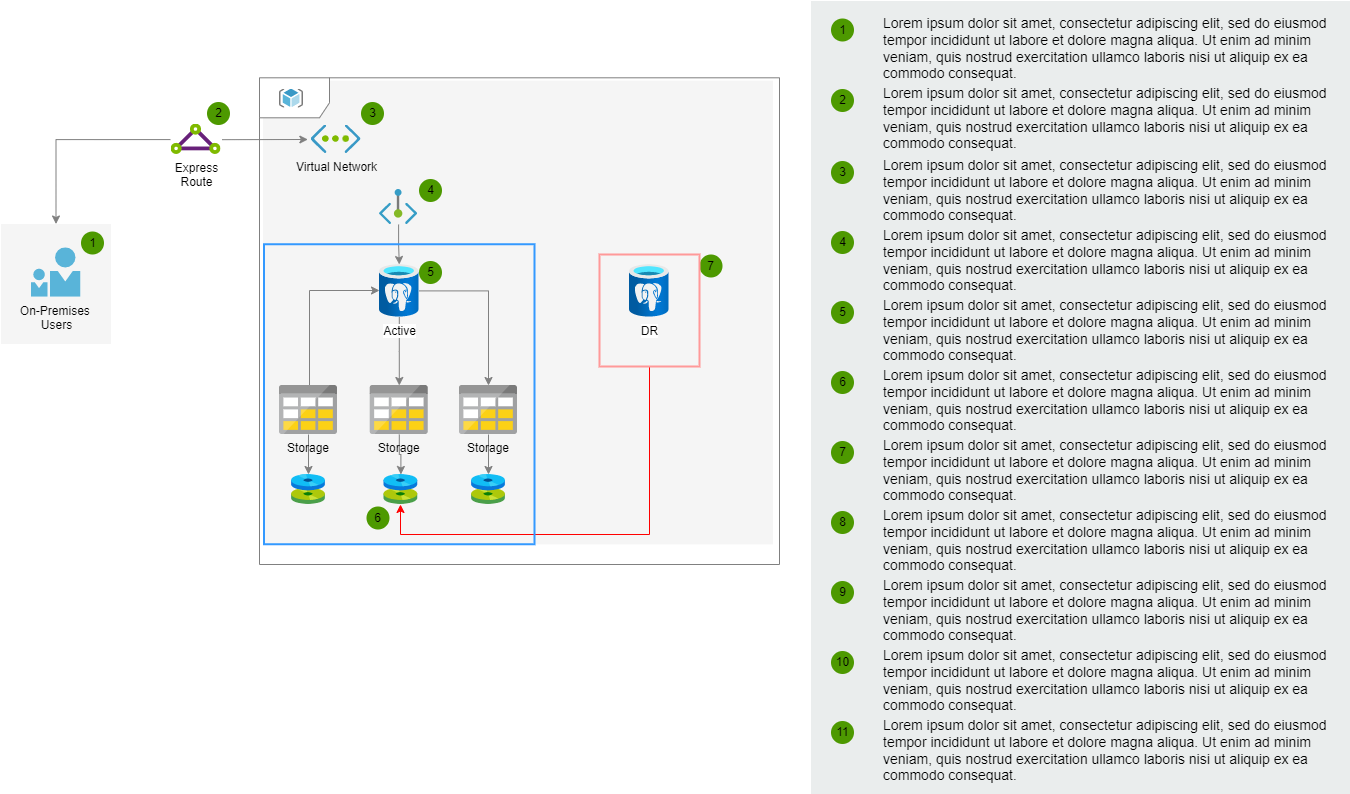 2
3
Express
Route
Virtual Network
4
1
On-Premises
Users
5
7
Active
DR
Storage
Storage
Storage
6
1
Lorem ipsum dolor sit amet, consectetur adipiscing elit, sed do eiusmod
tempor incididunt ut labore et dolore magna aliqua. Ut enim ad minim
veniam, quis nostrud exercitation ullamco laboris nisi ut aliquip ex ea
commodo consequat.
2
Lorem ipsum dolor sit amet, consectetur adipiscing elit, sed do eiusmod
tempor incididunt ut labore et dolore magna aliqua. Ut enim ad minim
veniam, quis nostrud exercitation ullamco laboris nisi ut aliquip ex ea
commodo consequat.
3
Lorem ipsum dolor sit amet, consectetur adipiscing elit, sed do eiusmod
tempor incididunt ut labore et dolore magna aliqua. Ut enim ad minim
veniam, quis nostrud exercitation ullamco laboris nisi ut aliquip ex ea
commodo consequat.
4
Lorem ipsum dolor sit amet, consectetur adipiscing elit, sed do eiusmod
tempor incididunt ut labore et dolore magna aliqua. Ut enim ad minim
veniam, quis nostrud exercitation ullamco laboris nisi ut aliquip ex ea
commodo consequat.
5
Lorem ipsum dolor sit amet, consectetur adipiscing elit, sed do eiusmod
tempor incididunt ut labore et dolore magna aliqua. Ut enim ad minim
veniam, quis nostrud exercitation ullamco laboris nisi ut aliquip ex ea
commodo consequat.
6
Lorem ipsum dolor sit amet, consectetur adipiscing elit, sed do eiusmod
tempor incididunt ut labore et dolore magna aliqua. Ut enim ad minim
veniam, quis nostrud exercitation ullamco laboris nisi ut aliquip ex ea
commodo consequat.
7
Lorem ipsum dolor sit amet, consectetur adipiscing elit, sed do eiusmod
tempor incididunt ut labore et dolore magna aliqua. Ut enim ad minim
veniam, quis nostrud exercitation ullamco laboris nisi ut aliquip ex ea
commodo consequat.
8
Lorem ipsum dolor sit amet, consectetur adipiscing elit, sed do eiusmod
tempor incididunt ut labore et dolore magna aliqua. Ut enim ad minim
veniam, quis nostrud exercitation ullamco laboris nisi ut aliquip ex ea
commodo consequat.
9
Lorem ipsum dolor sit amet, consectetur adipiscing elit, sed do eiusmod
tempor incididunt ut labore et dolore magna aliqua. Ut enim ad minim
veniam, quis nostrud exercitation ullamco laboris nisi ut aliquip ex ea
commodo consequat.
10
Lorem ipsum dolor sit amet, consectetur adipiscing elit, sed do eiusmod
tempor incididunt ut labore et dolore magna aliqua. Ut enim ad minim
veniam, quis nostrud exercitation ullamco laboris nisi ut aliquip ex ea
commodo consequat.
11
Lorem ipsum dolor sit amet, consectetur adipiscing elit, sed do eiusmod
tempor incididunt ut labore et dolore magna aliqua. Ut enim ad minim
veniam, quis nostrud exercitation ullamco laboris nisi ut aliquip ex ea
commodo consequat.